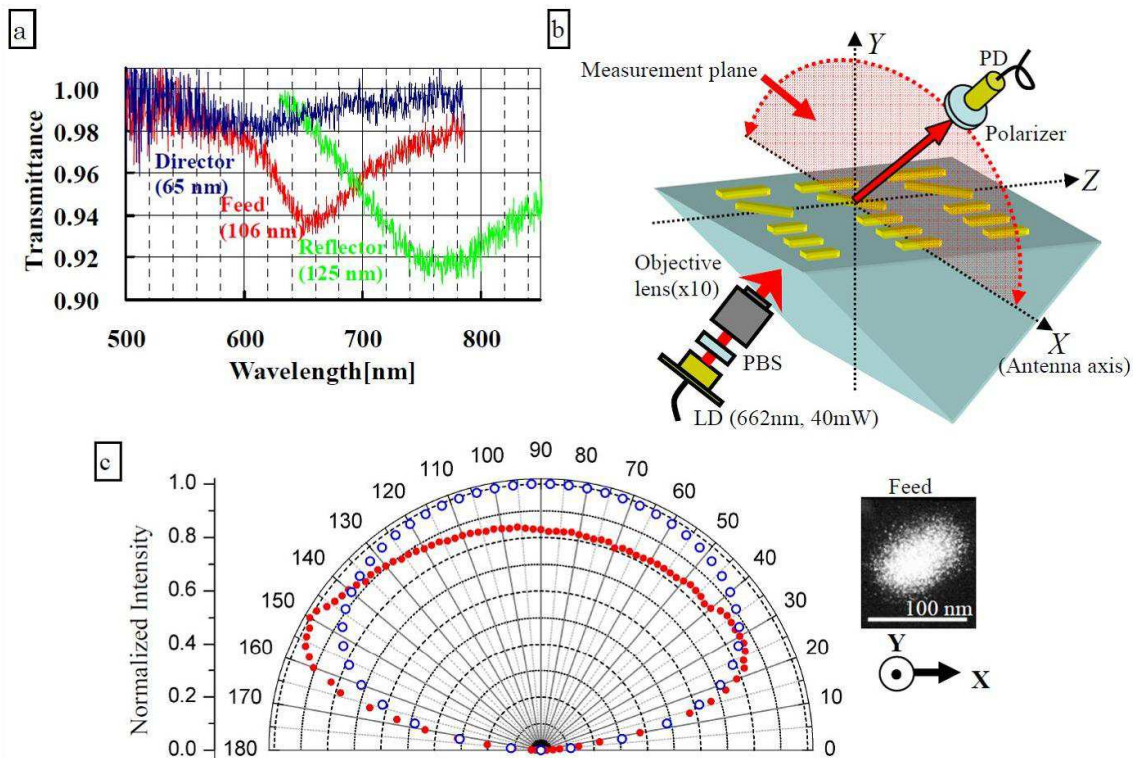 a
1.00
0.98
0.96
0.94
0.92
0.90
Transmittance
Director
(65 nm)
Feed
(106 nm)
Reflector
(125 nm)
500 600 700 800
Wavelength[nm]
b
Y
PD
Measurement plane
Polarizer
Z
Objective
lens(x10)
X
PBS
(Antenna axis)
LD (662nm, 40mW)
c
1.0
0.8
0.6
0.4
0.2
0.0
Normalized Intensity
180 170 160 150 140 130 120 110 100 90 80 70 60 50 40 30 20 10 0
Feed
100 nm
Y
X